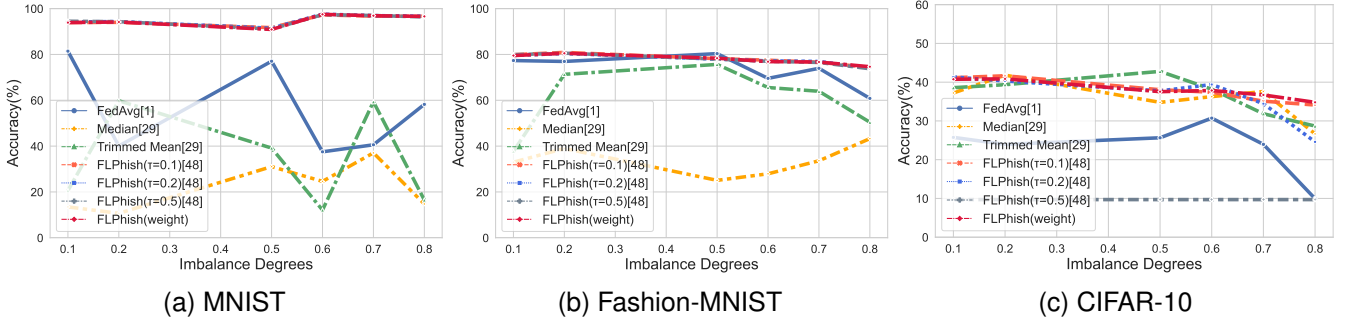 100
80
60
40
20
0
Accuracy(%)
FedAvg[1]
Median[29]
Trimmed Mean[29]
FLPhish(τ=0.1)[48]
FLPhish(τ=0.2)[48]
FLPhish(τ=0.5)[48]
FLPhish(weight)
0.1 0.2 0.3 0.4 0.5 0.6 0.7 0.8
Imbalance Degrees
(a) MNIST
100
80
60
40
20
0
Accuracy(%)
FedAvg[1]
Median[29]
Trimmed Mean[29]
FLPhish(τ=0.1)[48]
FLPhish(τ=0.2)[48]
FLPhish(τ=0.5)[48]
FLPhish(weight)
0.1 0.2 0.3 0.4 0.5 0.6 0.7 0.8
Imbalance Degrees
(b) Fashion-MNIST
60
50
40
30
20
10
0
Accuracy(%)
FedAvg[1]
Median[29]
Trimmed Mean[29]
FLPhish(τ=0.1)[48]
FLPhish(τ=0.2)[48]
FLPhish(τ=0.5)[48]
FLPhish(weight)
0.1 0.2 0.3 0.4 0.5 0.6 0.7 0.8
Imbalance Degrees
(c) CIFAR-10